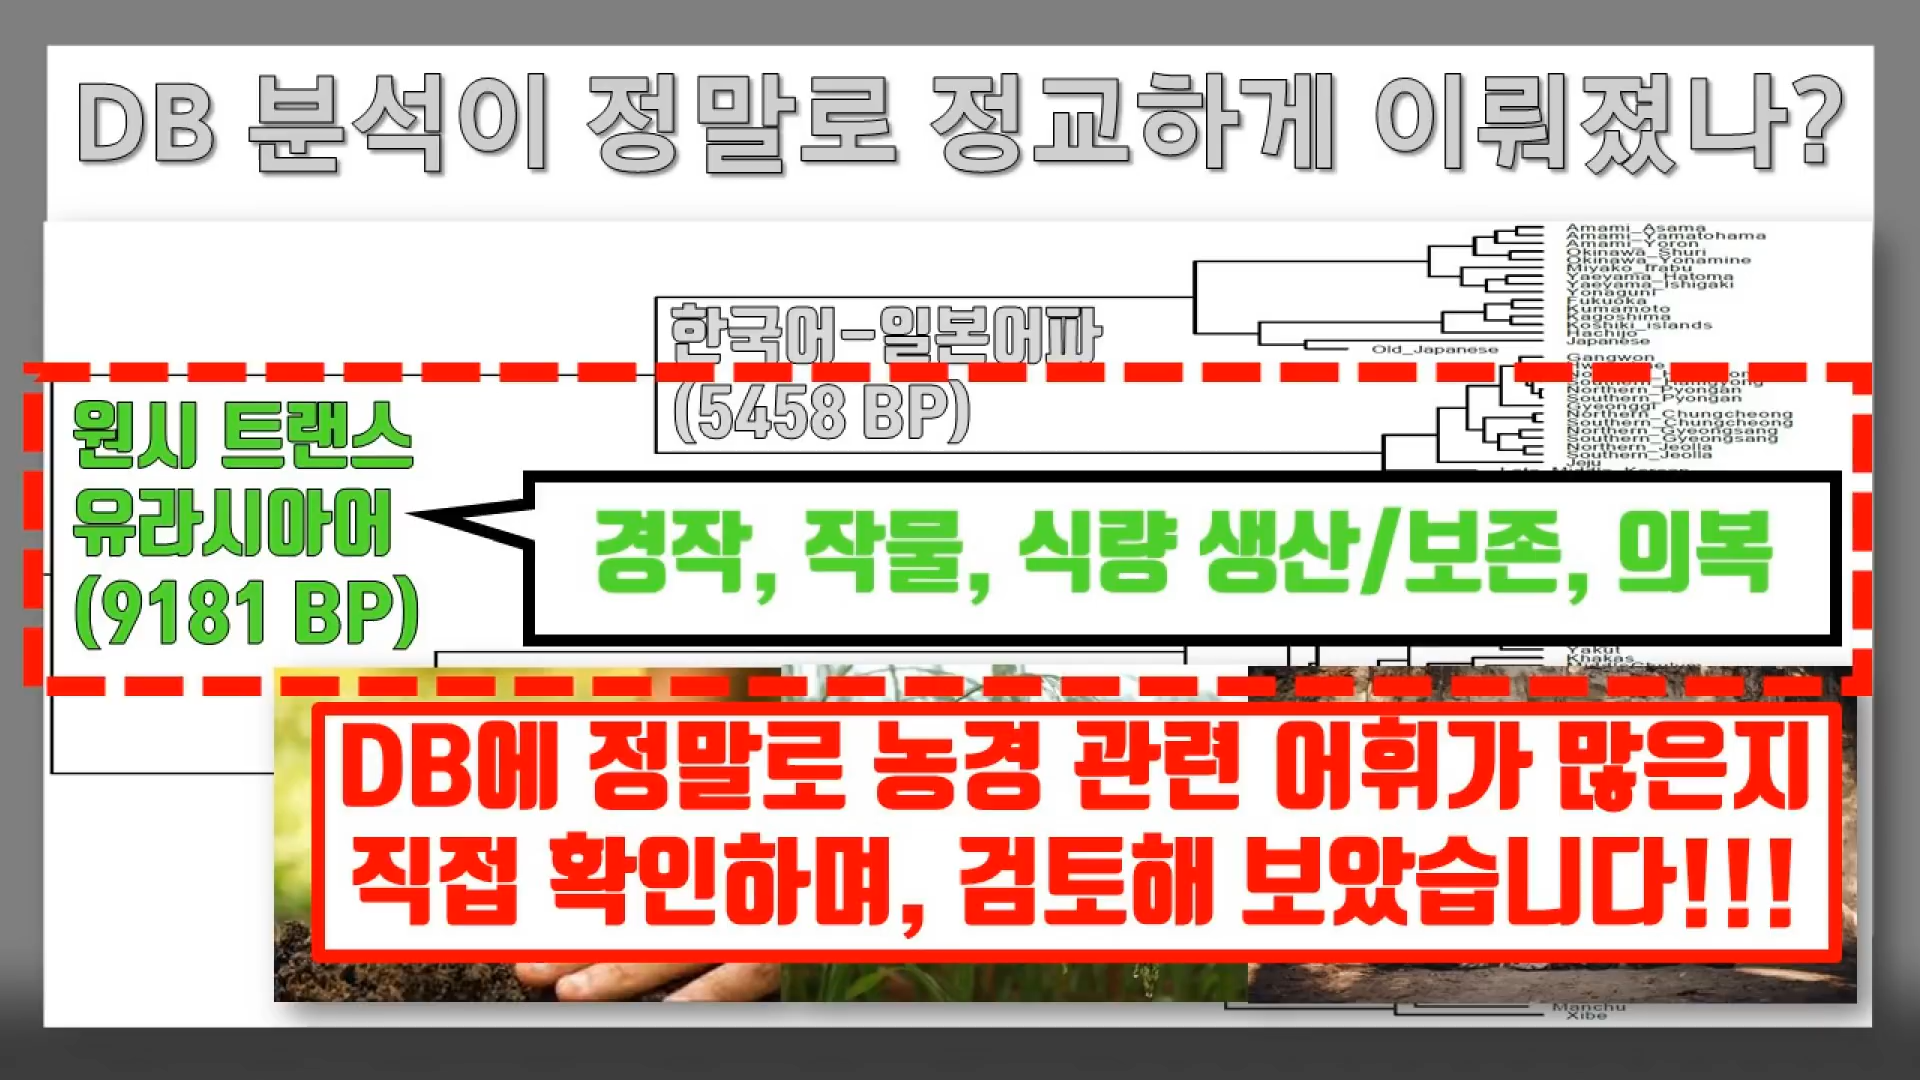 DB 분석이 정말로 정교하게 이뤄졌나?
Amami_Asama
Amami_Yamatohama
Amami_Yoron
Okinawa_Shuri
Okinawa_Yonamine
Miyako_Irabu
Yaeyama_Hatoma
Yaeyama_Ishigaki
Yonaguni
Fukuoka
Kumamoto
Kagoshima
Koshiki_islands
Hachijo
Japanese
Old_Japanese
한국어-일본어파
(5458 BP)
Gangwon
Northern_Pyongan
Southern_Pyongan
Gyeonggi
Northern_Chungcheong
Southern_Chungcheong
Northern_Gyeongsang
Southern_Gyeongsang
Northern_Jeolla
Southern_Jeolla
Jeju
원시 트랜스
유라시아어
(9181 BP)
경작, 작물, 식량 생산/보존, 의복
Yakut
Khakas
DB에 정말로 농경 관련 어휘가 많은지
직접 확인하며, 검토해 보았습니다!!!
Manchu
Xibe